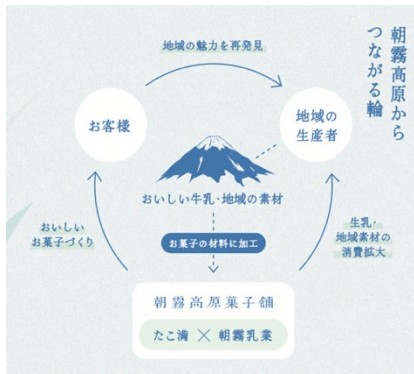 朝霧高原から
つながる輪
地域の魅力を再発見
お客様
地域の
生産者
おいしい牛乳・地域の素材
おいしい
お菓子づくり
お菓子の材料に加工
生乳・
地域素材の
消費拡大
朝霧高原菓子舗
たこ満 × 朝霧乳業